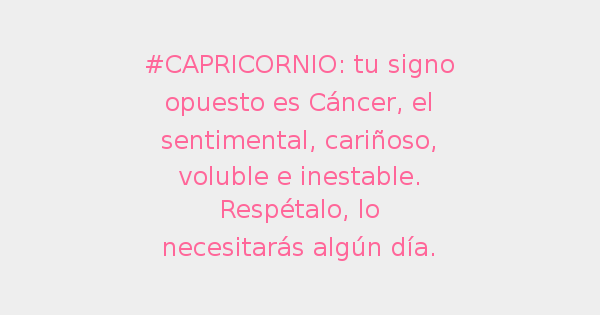 #CAPRICORNIO: tu signo
opuesto es Cáncer, el
sentimental, cariñoso,
voluble e inestable.
Respétalo, lo
necesitarás algún día.